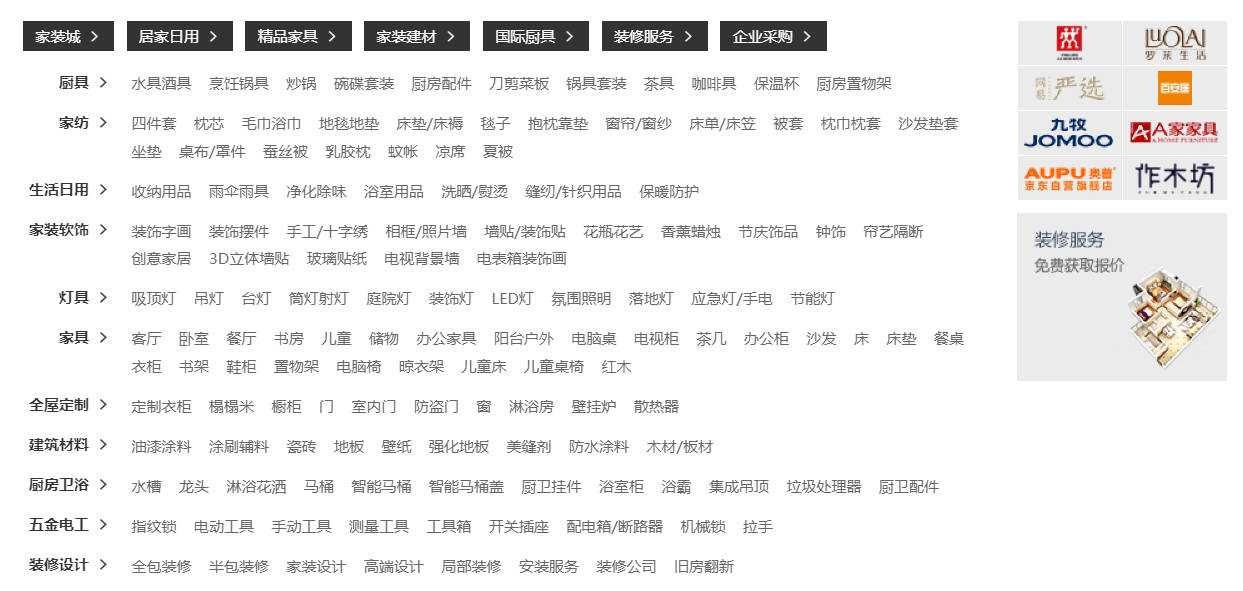 家装城 居家日用 精品家具 家装建材 国际厨具 装修服务 企业采购
厨具 水具酒具 烹饪锅具 炒锅 碗碟套装 厨房配件 刀剪菜板 锅具套装 茶具 咖啡具 保温杯 厨房置物架
家纺 四件套 枕芯 毛巾浴巾 地毯地垫 床垫/床褥 毯子 抱枕靠垫 窗帘/窗纱 床单/床笠 被套 枕巾枕套 沙发垫套
坐垫 桌布/罩件 蚕丝被 乳胶枕 蚊帐 凉席 夏被
生活日用 收纳用品 雨伞雨具 净化除味 浴室用品 洗晒/熨烫 缝纫/针织用品 保暖防护
家装软饰 装饰字画 装饰摆件 手工/十字绣 相框/照片墙 墙贴/装饰贴 花瓶花艺 香薰蜡烛 节庆饰品 钟饰 帘艺隔断
创意家居 3D立体墙贴 玻璃贴纸 电视背景墙 电表箱装饰画
灯具 吸顶灯 吊灯 台灯 筒灯射灯 庭院灯 装饰灯 LED灯 氛围照明 落地灯 应急灯/手电 节能灯
家具 客厅 卧室 餐厅 书房 儿童 储物 办公家具 阳台户外 电脑桌 电视柜 茶几 办公柜 沙发 床 床垫 餐桌
衣柜 书架 鞋柜 置物架 电脑椅 晾衣架 儿童床 儿童桌椅 红木
全屋定制 定制衣柜 榻榻米 橱柜 门 室内门 防盗门 窗 淋浴房 壁挂炉 散热器
建筑材料 油漆涂料 涂刷辅料 瓷砖 地板 壁纸 强化地板 美缝剂 防水涂料 木材/板材
厨房卫浴 水槽 龙头 淋浴花洒 马桶 智能马桶 智能马桶盖 厨卫挂件 浴室柜 浴霸 集成吊顶 垃圾处理器 厨卫配件
五金电工 指纹锁 电动工具 手动工具 测量工具 工具箱 开关插座 配电箱/断路器 机械锁 拉手
装修设计 全包装修 半包装修 家装设计 高端设计 局部装修 安装服务 装修公司 旧房翻新
LUOLAI
罗莱生活
网易严选
百安居
九牧
JOMOO
A家家具
A HOME FURNITURE
AUPU奥普
京东自营旗舰店
作木坊
装修服务
免费获取报价